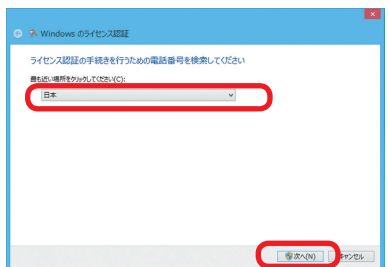 Windows のライセンス認証
ライセンス認証の手続きを行うための電話番号を検索してください
最も近い場所をクリックしてください(C):
日本
次へ(N)
キャンセル